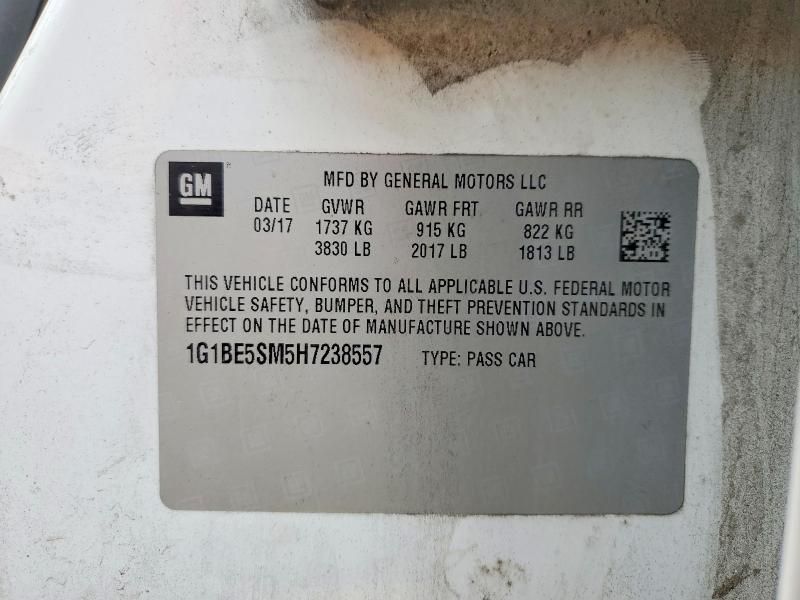 GM
MFD BY GENERAL MOTORS LLC
DATE GVWR GAWR FRT GAWR RR
03/17 1737 KG 915 KG 822 KG
3830 LB 2017 LB 1813 LB
THIS VEHICLE CONFORMS TO ALL APPLICABLE U.S. FEDERAL MOTOR
VEHICLE SAFETY, BUMPER, AND THEFT PREVENTION STANDARDS IN
EFFECT ON THE DATE OF MANUFACTURE SHOWN ABOVE.
1G1BE5SM5H7238557 TYPE: PASS CAR